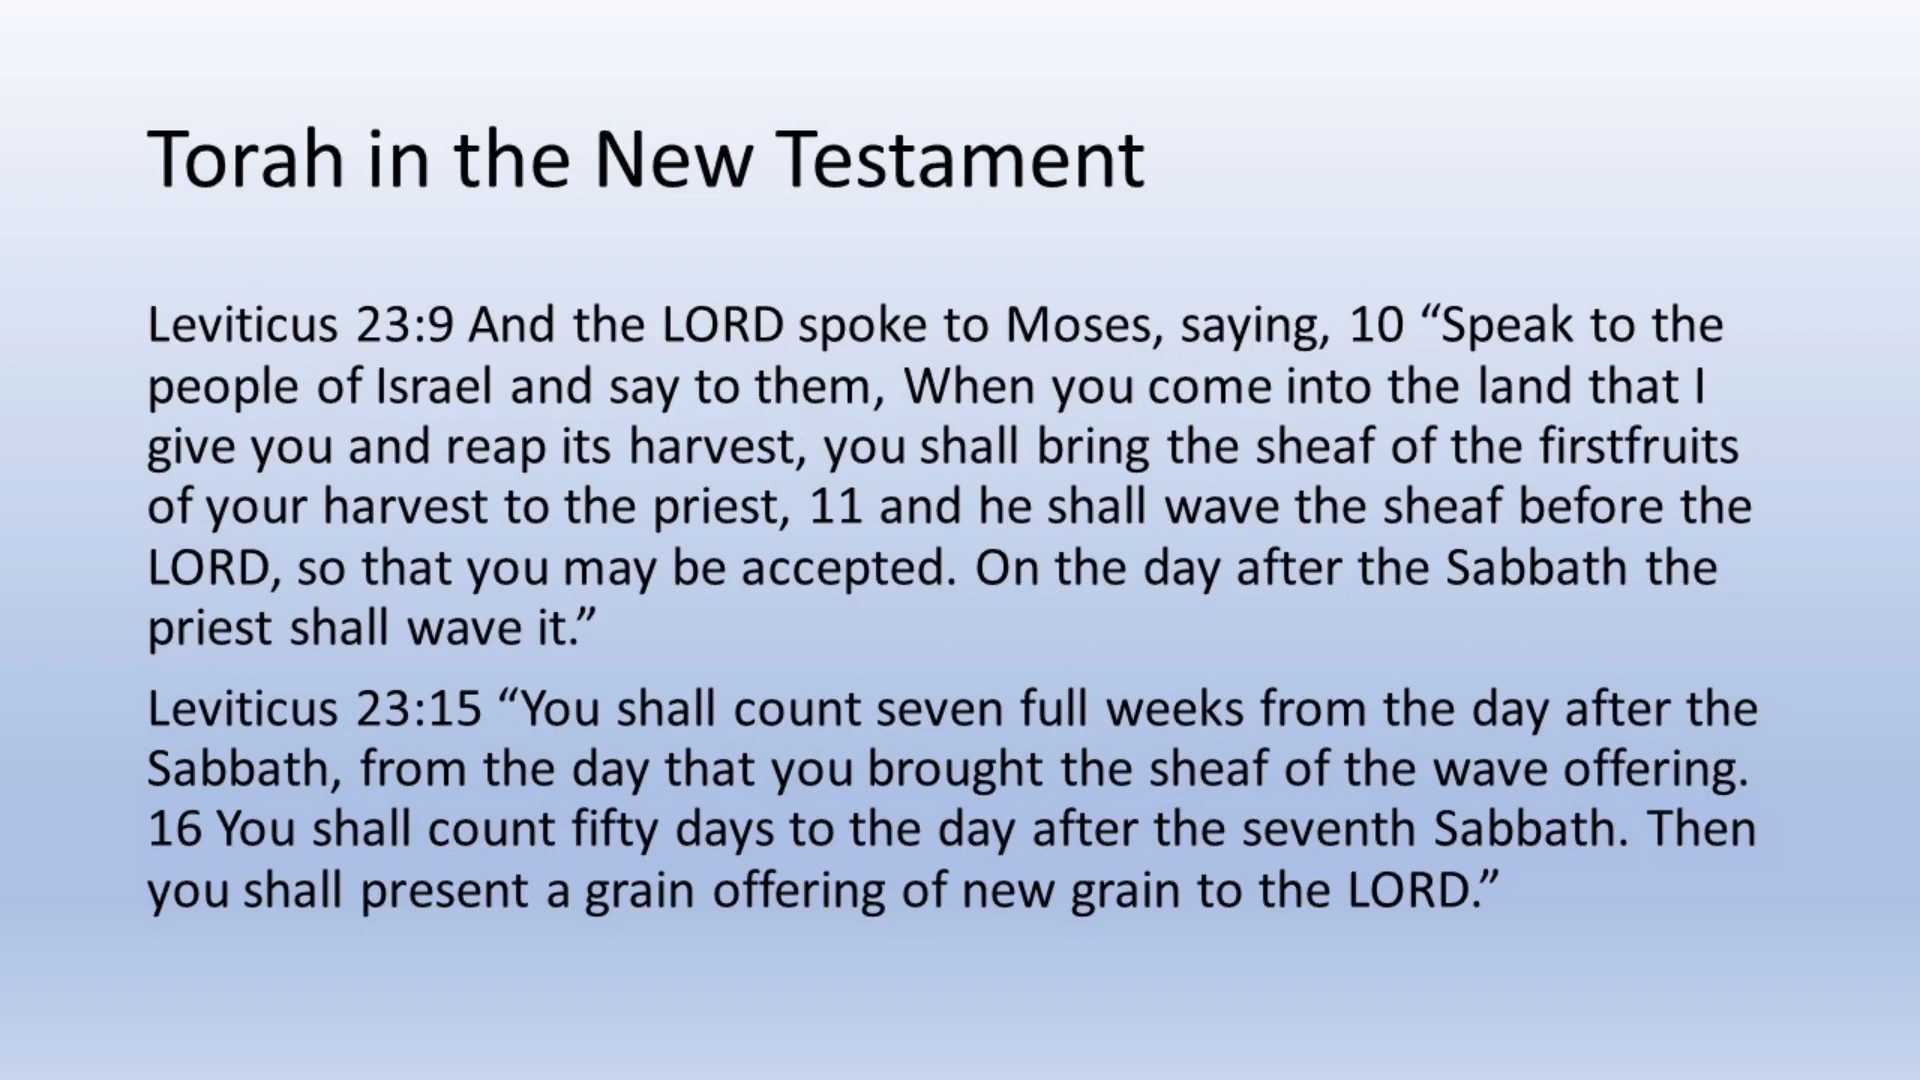 Torah in the New Testament
Leviticus 23:9 And the LORD spoke to Moses, saying, 10 “Speak to the
people of Israel and say to them, When you come into the land that I
give you and reap its harvest, you shall bring the sheaf of the firstfruits
of your harvest to the priest, 11 and he shall wave the sheaf before the
LORD, so that you may be accepted. On the day after the Sabbath the
priest shall wave it.”
Leviticus 23:15 “You shall count seven full weeks from the day after the
Sabbath, from the day that you brought the sheaf of the wave offering.
16 You shall count fifty days to the day after the seventh Sabbath. Then
you shall present a grain offering of new grain to the LORD.”